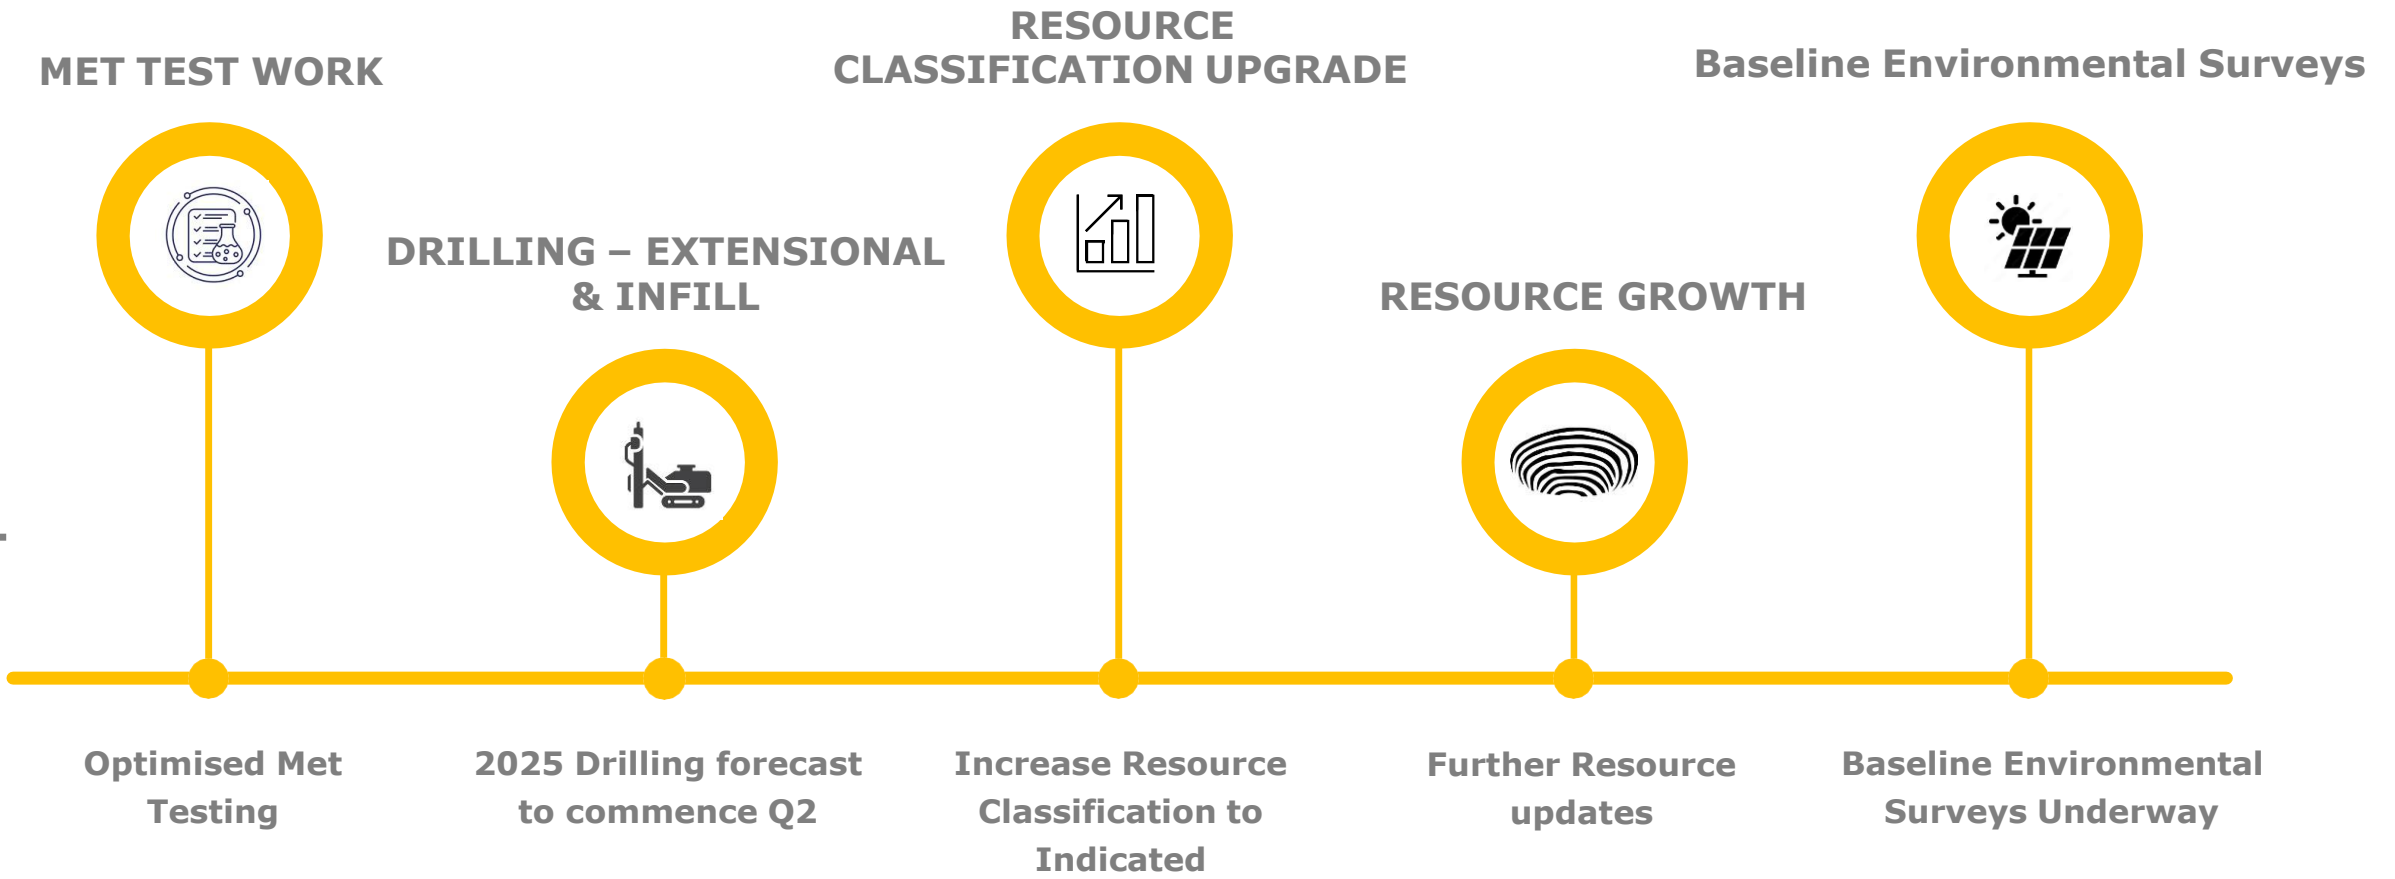 MET TEST WORK
DRILLING – EXTENSIONAL
& INFILL
RESOURCE
CLASSIFICATION UPGRADE
RESOURCE GROWTH
Baseline Environmental Surveys
Optimised Met
Testing
2025 Drilling forecast
to commence Q2
Increase Resource
Classification to
Indicated
Further Resource
updates
Baseline Environmental
Surveys Underway